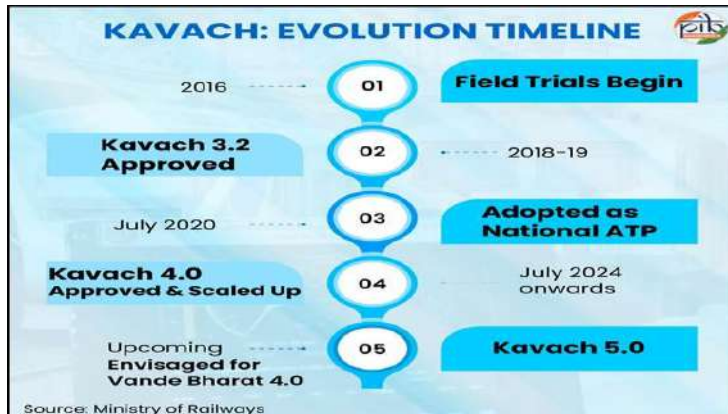 KAVACH: EVOLUTION TIMELINE
pib
2016
01
Field Trials Begin
Kavach 3.2
Approved
02
2018-19
July 2020
03
Adopted as
National ATP
Kavach 4.0
Approved & Scaled Up
04
July 2024
onwards
Upcoming
Envisaged for
Vande Bharat 4.0
05
Kavach 5.0
Source: Ministry of Railways